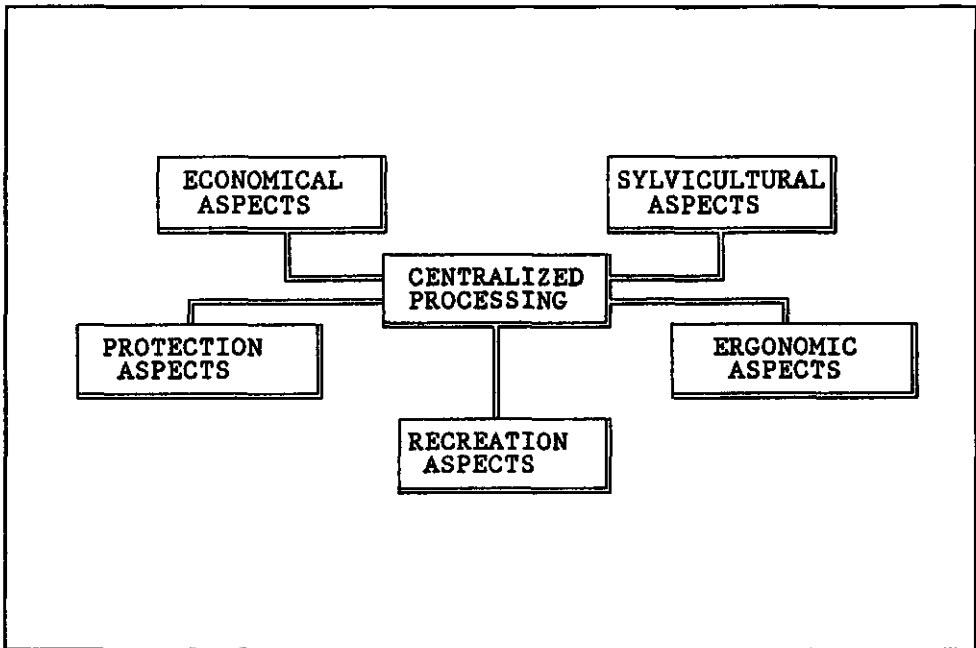 ECONOMICAL
ASPECTS
SYLVICULTURAL
ASPECTS
CENTRALIZED
PROCESSING
PROTECTION
ASPECTS
ERGONOMIC
ASPECTS
RECREATION
ASPECTS